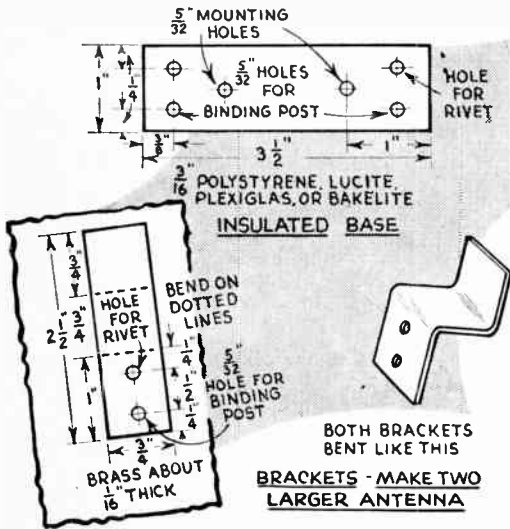 5/32" MOUNTING
HOLES
1"
1/4"
5/32" HOLES
FOR
BINDING POST
HOLE
FOR
RIVET
3/8"
1"
3 1/2"
3/16" POLYSTYRENE, LUCITE,
PLEXIGLAS, OR BAKELITE
INSULATED BASE
2 1/2"
3/4"
3/4"
1"
HOLE
FOR
RIVET
BEND ON
DOTTED
LINES
1/4"
1/2"
1/4"
5/32"
HOLE FOR
BINDING
POST
3/4"
BRASS ABOUT
1/16" THICK
BOTH BRACKETS
BENT LIKE THIS
BRACKETS - MAKE TWO
LARGER ANTENNA